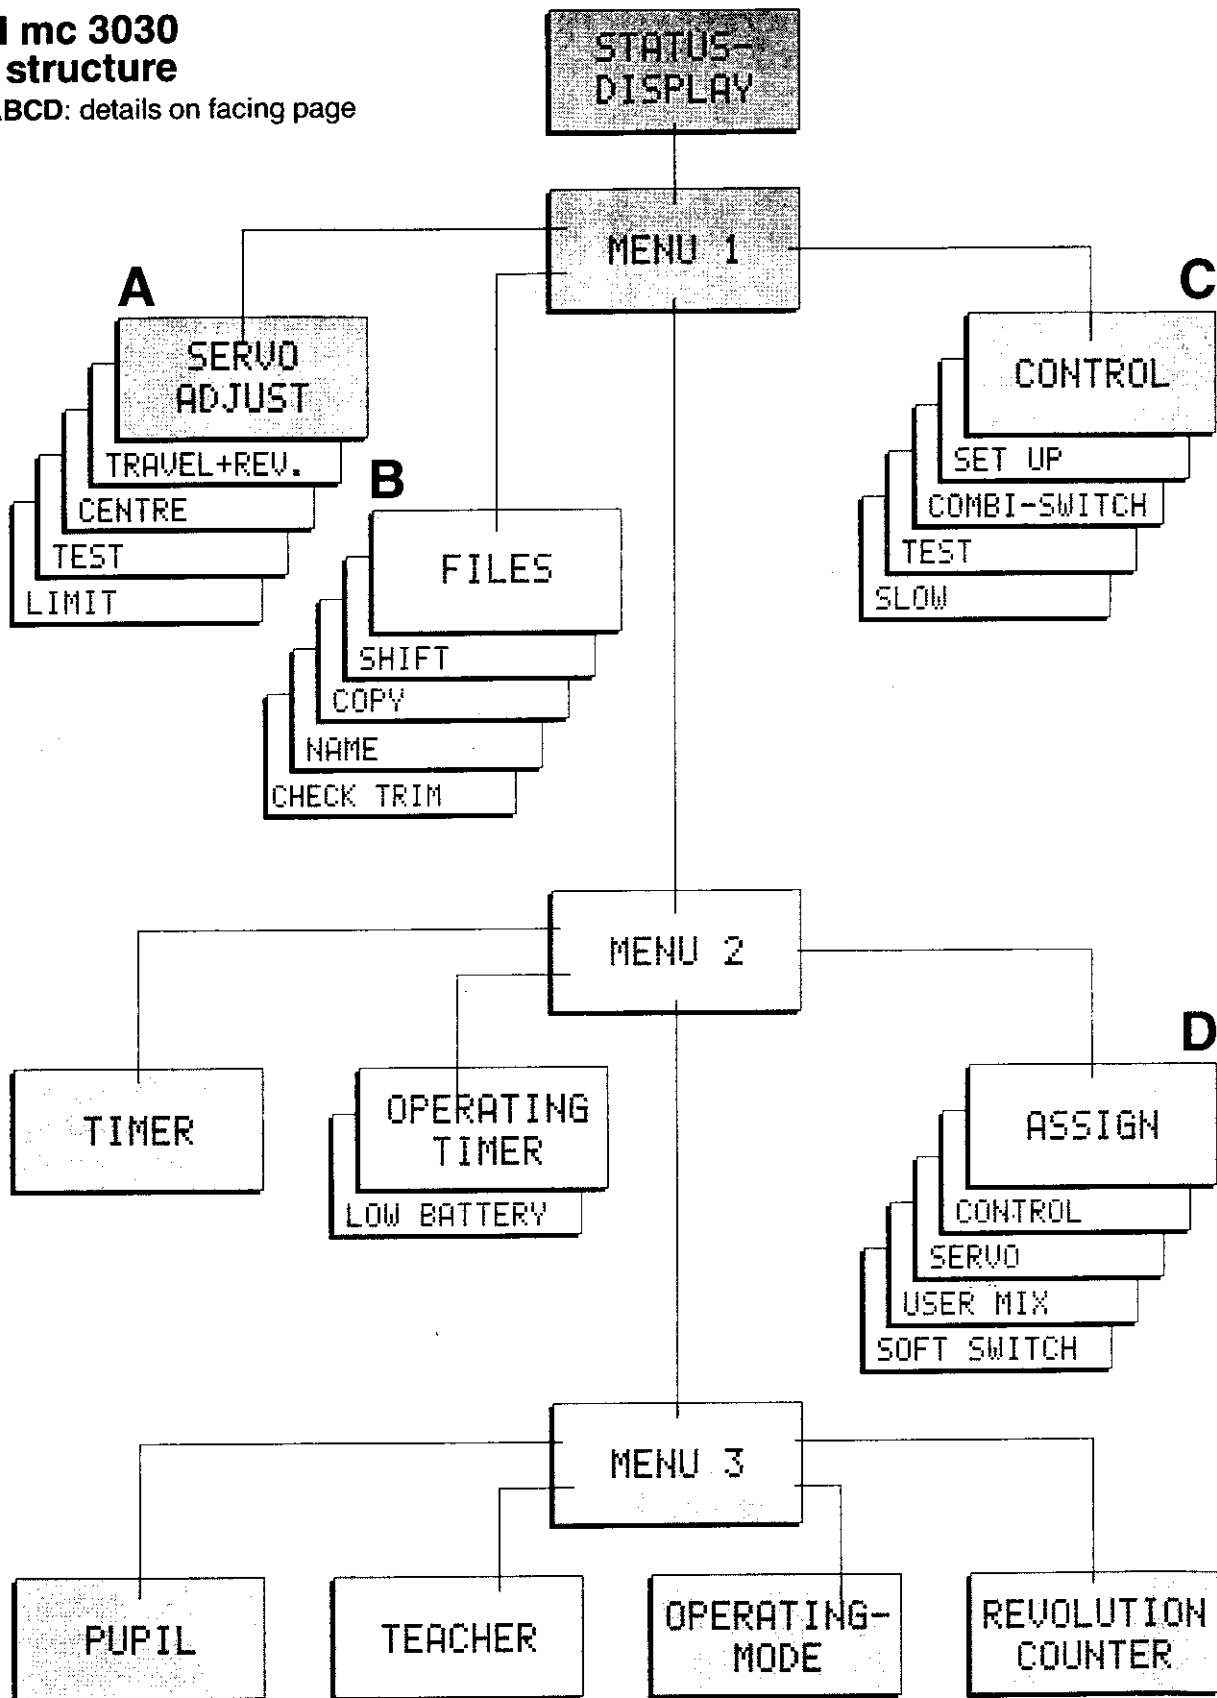 mc 3030
structure
ABCD: details on facing page
STATUS-
DISPLAY
MENU 1
A
SERVO
ADJUST
TRAVEL+REV.
CENTRE
TEST
LIMIT
B
FILES
SHIFT
COPY
NAME
CHECK TRIM
C
CONTROL
SET UP
COMBI-SWITCH
TEST
SLOW
MENU 2
TIMER
OPERATING
TIMER
LOW BATTERY
D
ASSIGN
CONTROL
SERVO
USER MIX
SOFT SWITCH
MENU 3
PUPIL
TEACHER
OPERATING-
MODE
REVOLUTION
COUNTER